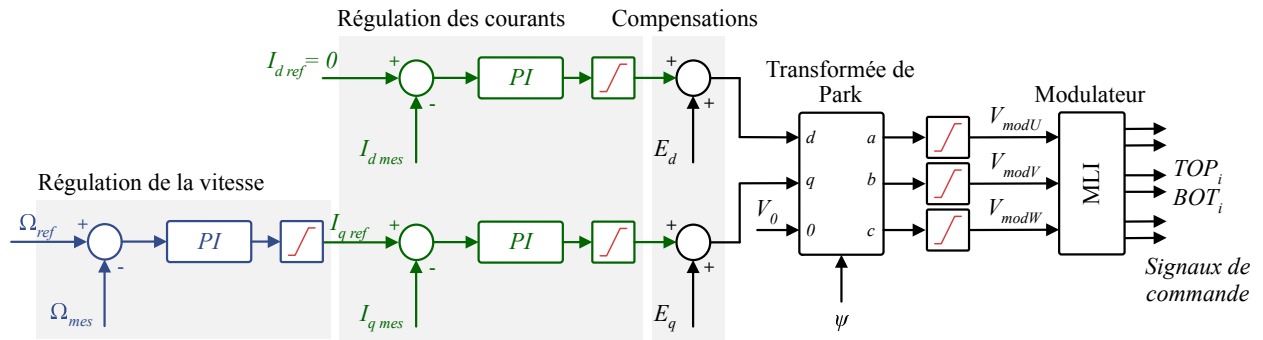 Régulation des courants
Compensations
I_d ref = 0
+
-
PI
I_d mes
+
+
E_d
Transformée de
Park
d
q
0
a
b
c
V_0
ψ
V_modU
V_modV
V_modW
Modulateur
MLI
TOP_i
BOT_i
Signaux de
commande
Régulation de la vitesse
Ω_ref
+
-
PI
Ω_mes
I_q ref
+
-
PI
I_q mes
+
+
E_q